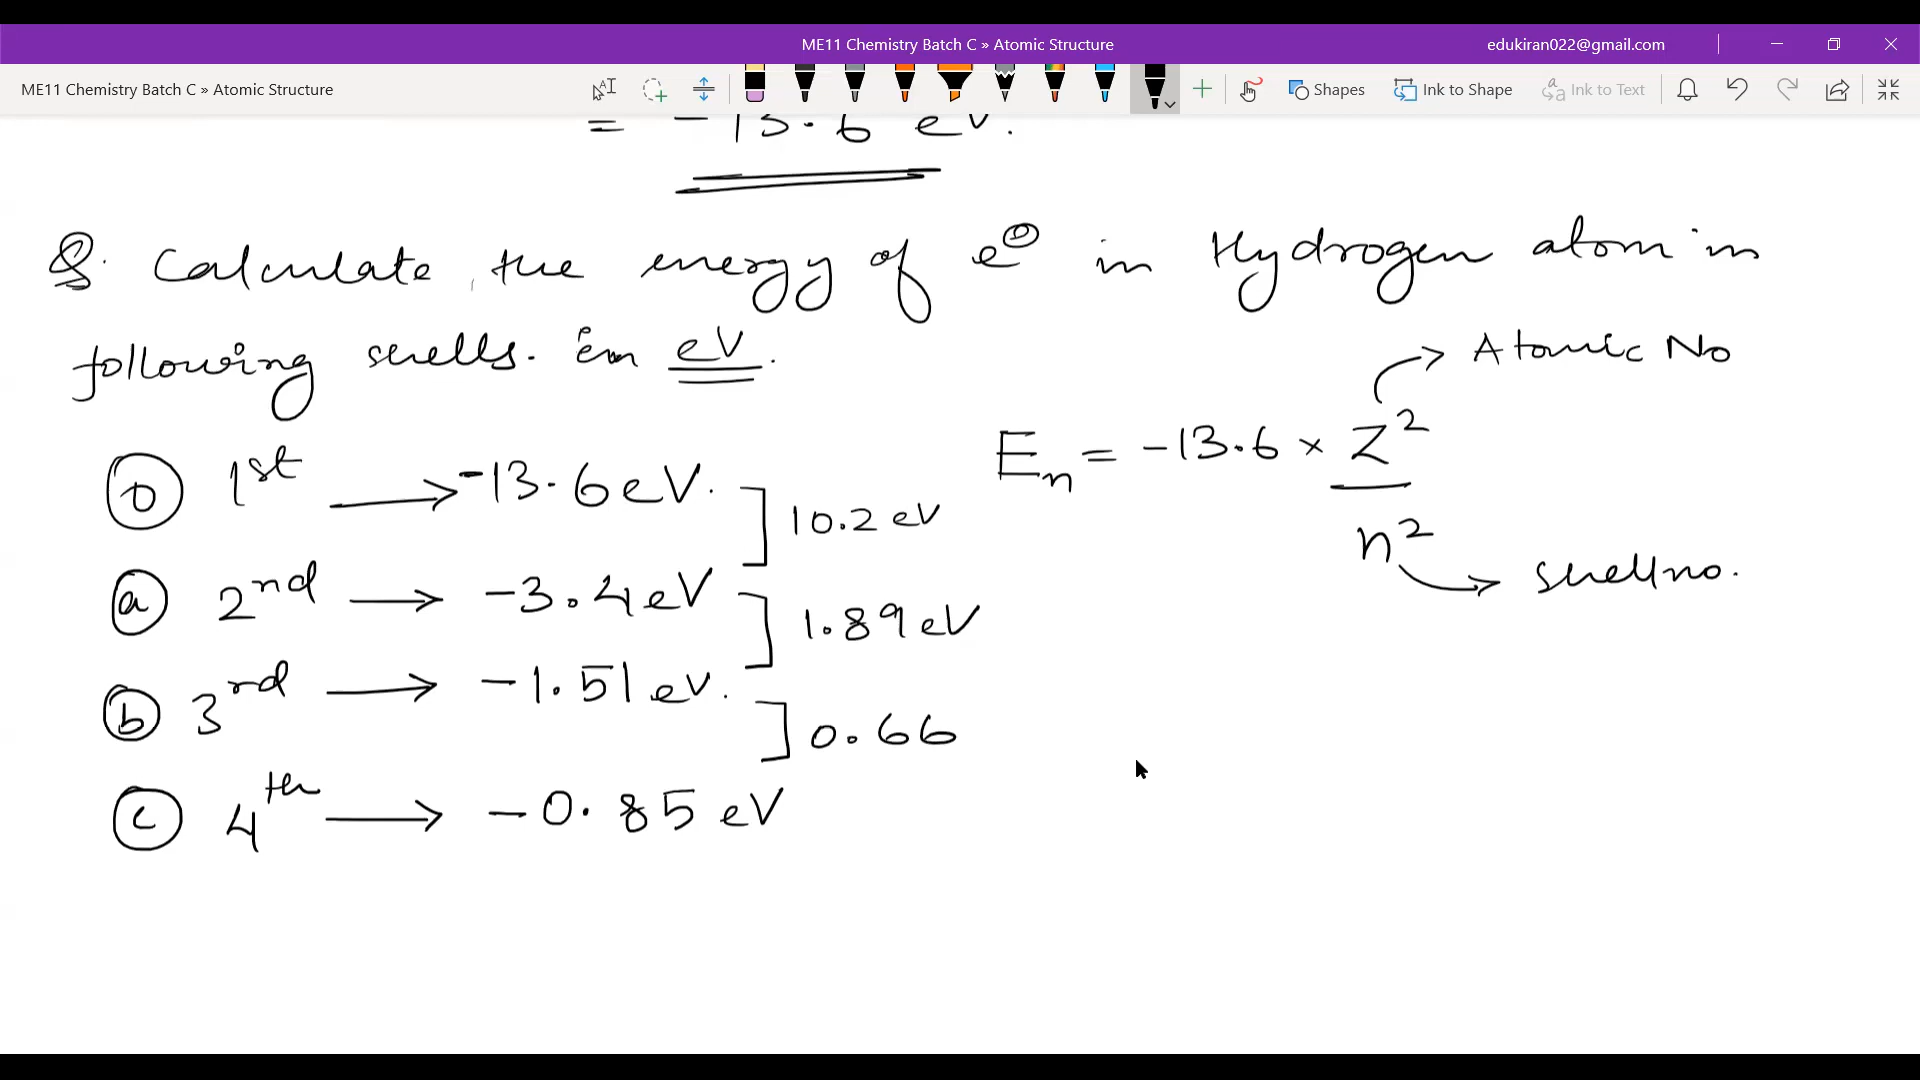 ME11 Chemistry Batch C » Atomic Structure
edukiran022@gmail.com
ME11 Chemistry Batch C » Atomic Structure
Shapes
Ink to Shape
Ink to Text
= -13.6 eV.
Q. Calculate the energy of e⊖ in Hydrogen atom in
following shells. in eV.
Atomic No
Eₙ = -13.6 × Z²
n²
Shell no.
ⓞ 1st → -13.6 eV.
10.2 eV
ⓐ 2nd → -3.4 eV
1.89 eV
ⓑ 3rd → -1.51 eV.
0.66
ⓒ 4th → -0.85 eV